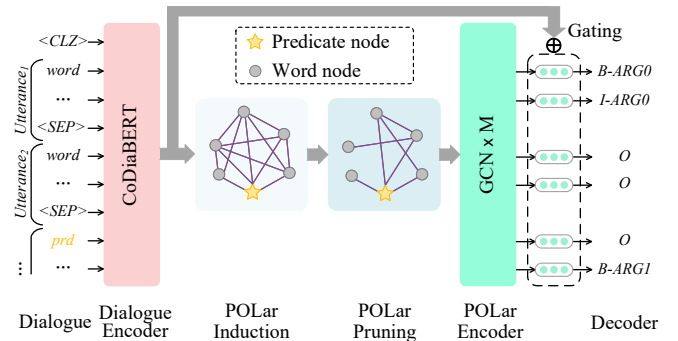 <CLZ>
Utterance1
word
...
<SEP>
Utterance2
word
...
<SEP>
...
prd
...
CoDiaBERT
Predicate node
Word node
GCN x M
Gating
B-ARG0
I-ARG0
O
O
O
B-ARG1
Dialogue
Dialogue
Encoder
POLar
Induction
POLar
Pruning
POLar
Encoder
Decoder